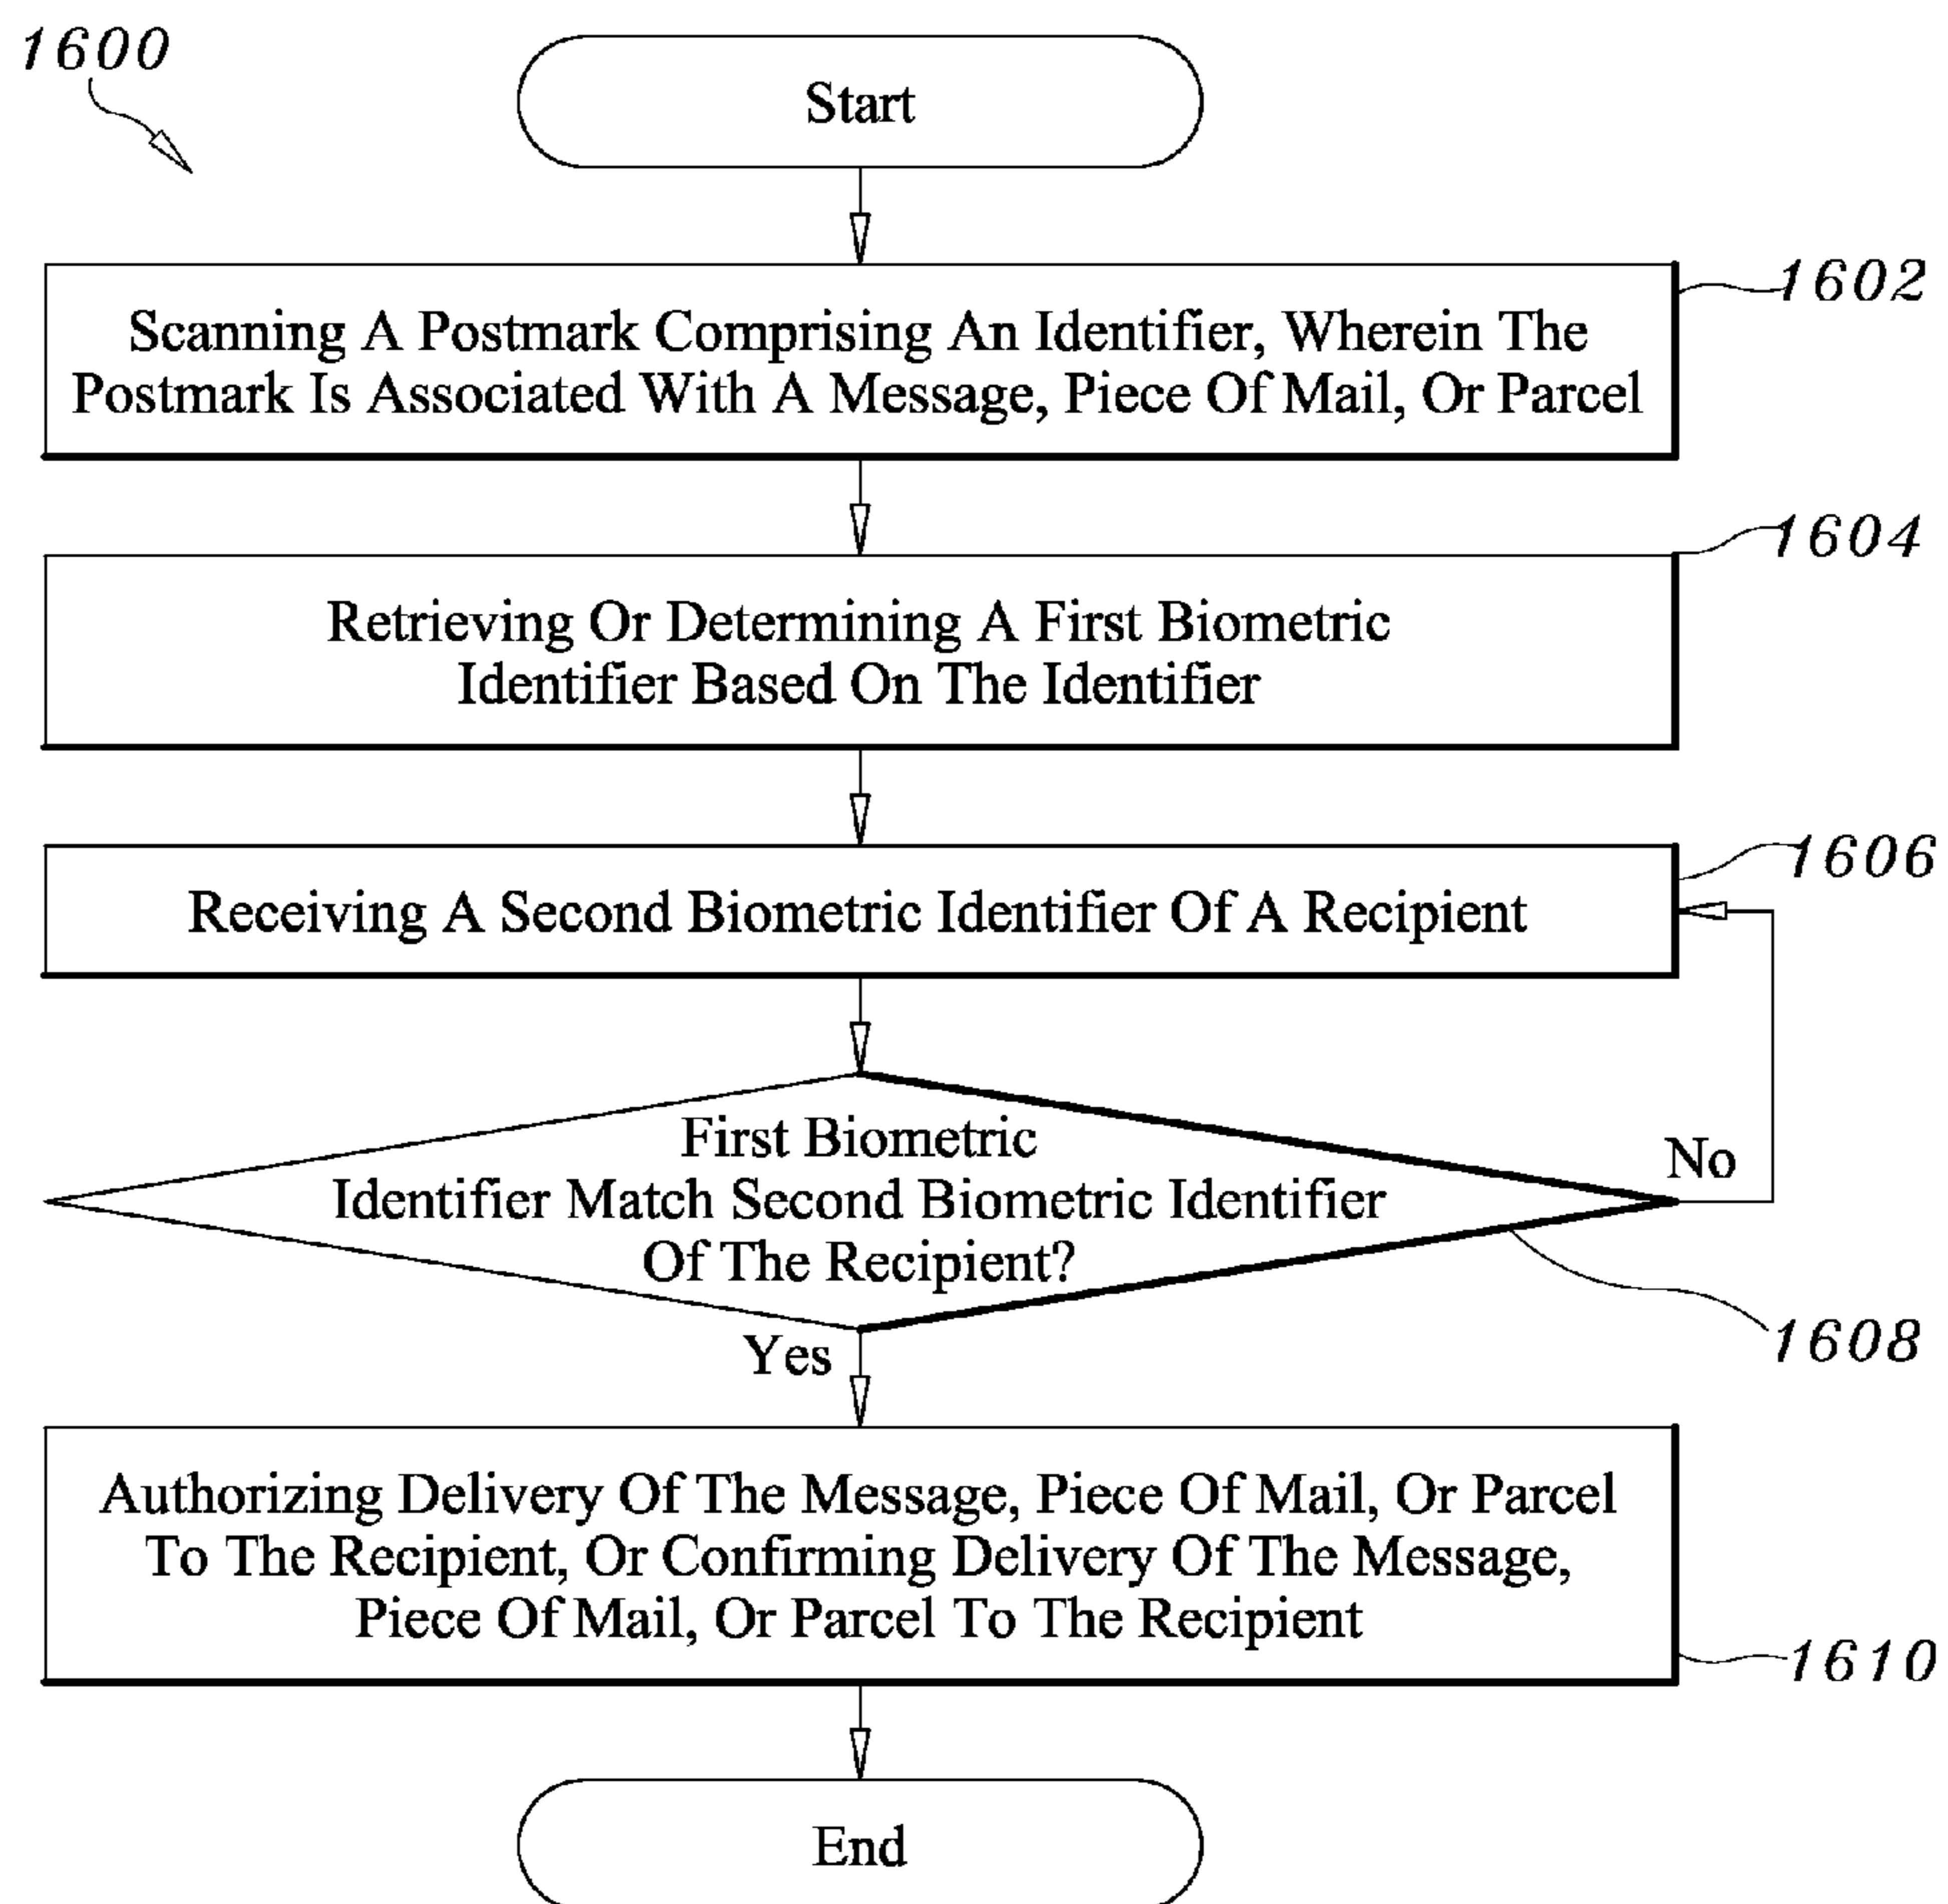 1600
Start
1602
Scanning A Postmark Comprising An Identifier, Wherein The
Postmark Is Associated With A Message, Piece Of Mail, Or Parcel
1604
Retrieving Or Determining A First Biometric
Identifier Based On The Identifier
1606
Receiving A Second Biometric Identifier Of A Recipient
First Biometric
Identifier Match Second Biometric Identifier
Of The Recipient?
No
Yes
1608
Authorizing Delivery Of The Message, Piece Of Mail, Or Parcel
To The Recipient, Or Confirming Delivery Of The Message,
Piece Of Mail, Or Parcel To The Recipient
1610
End